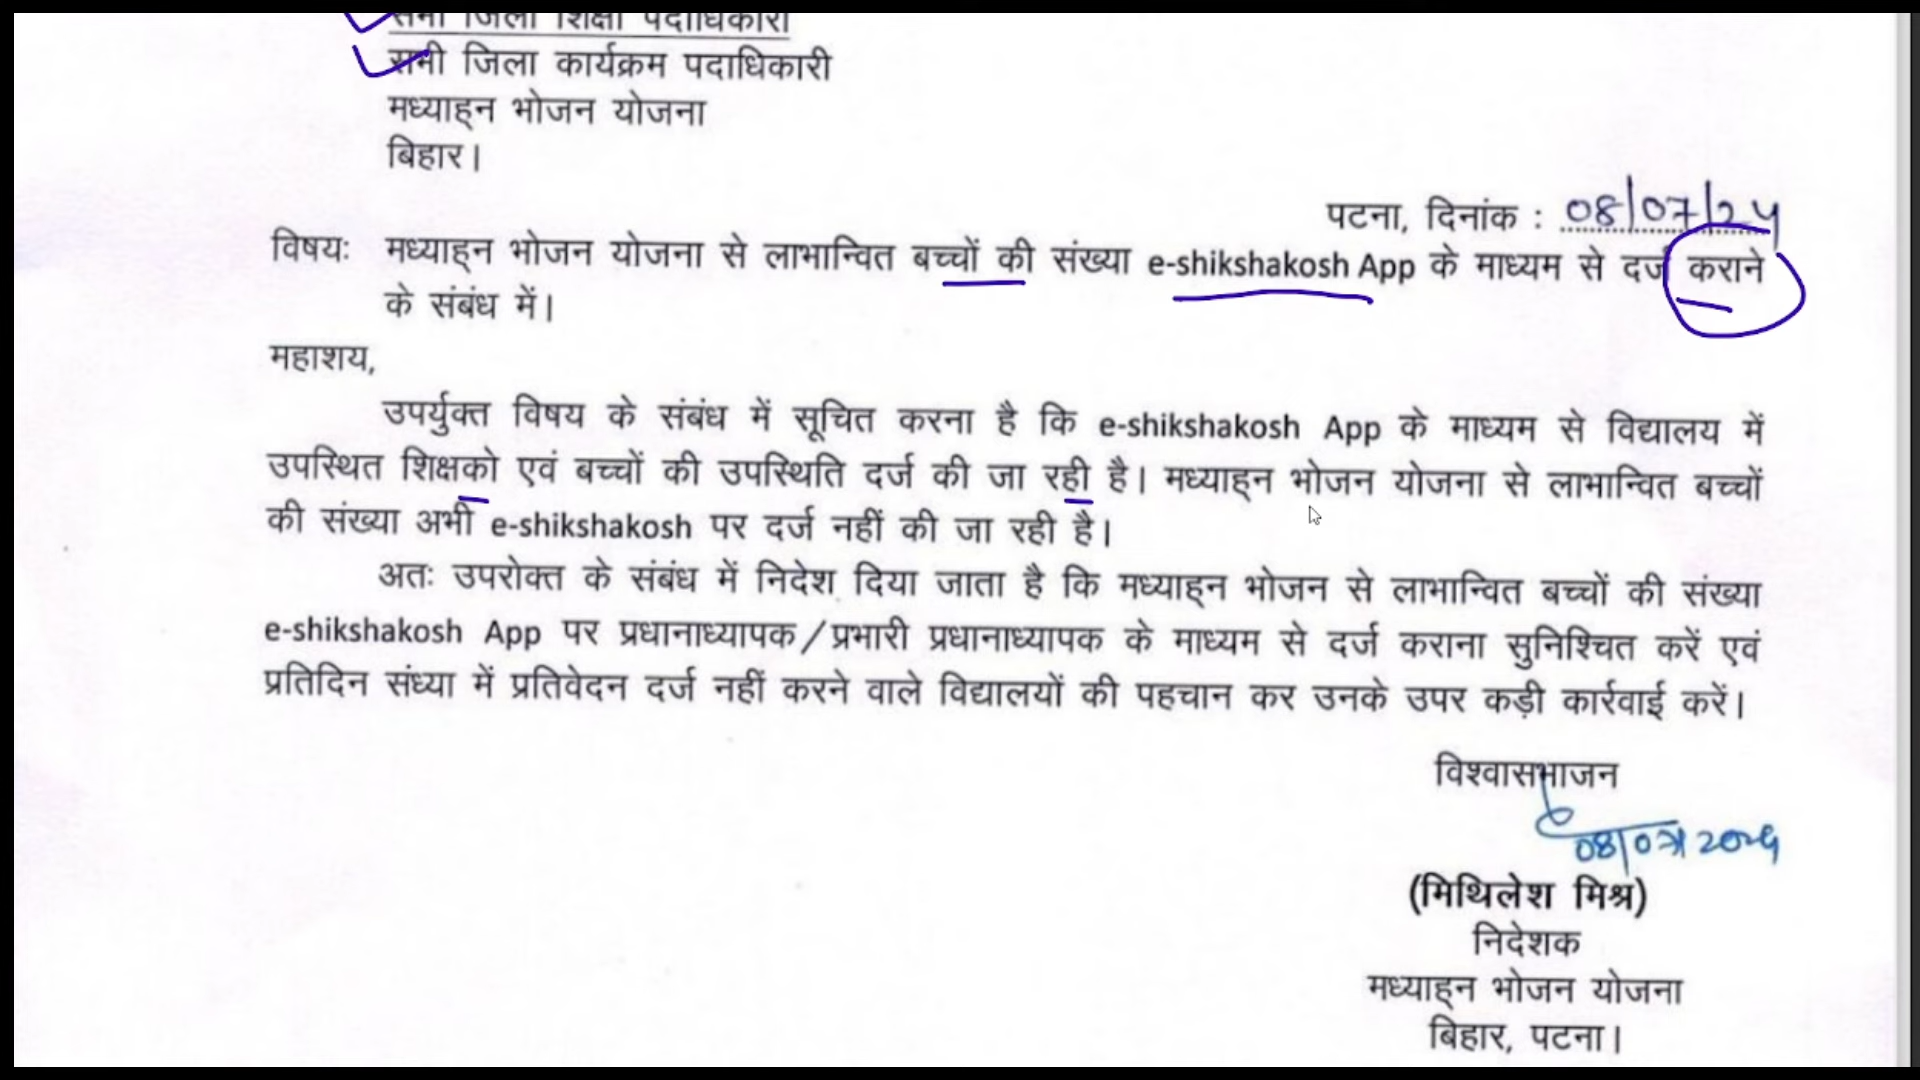 सभी जिला शिक्षा पदाधिकारी
सभी जिला कार्यक्रम पदाधिकारी
मध्याह्न भोजन योजना
बिहार।
पटना, दिनांक : 08/07/24
विषयः मध्याह्न भोजन योजना से लाभान्वित बच्चों की संख्या e-shikshakosh App के माध्यम से दर्ज कराने
के संबंध में।
महाशय,
उपर्युक्त विषय के संबंध में सूचित करना है कि e-shikshakosh App के माध्यम से विद्यालय में
उपस्थित शिक्षको एवं बच्चों की उपस्थिति दर्ज की जा रही है। मध्याह्न भोजन योजना से लाभान्वित बच्चों
की संख्या अभी e-shikshakosh पर दर्ज नहीं की जा रही है।
अतः उपरोक्त के संबंध में निदेश दिया जाता है कि मध्याह्न भोजन से लाभान्वित बच्चों की संख्या
e-shikshakosh App पर प्रधानाध्यापक/प्रभारी प्रधानाध्यापक के माध्यम से दर्ज कराना सुनिश्चित करें एवं
प्रतिदिन संध्या में प्रतिवेदन दर्ज नहीं करने वाले विद्यालयों की पहचान कर उनके उपर कड़ी कार्रवाई करें।
विश्वासभाजन
08/07/2024
(मिथिलेश मिश्र)
निदेशक
मध्याह्न भोजन योजना
बिहार, पटना।